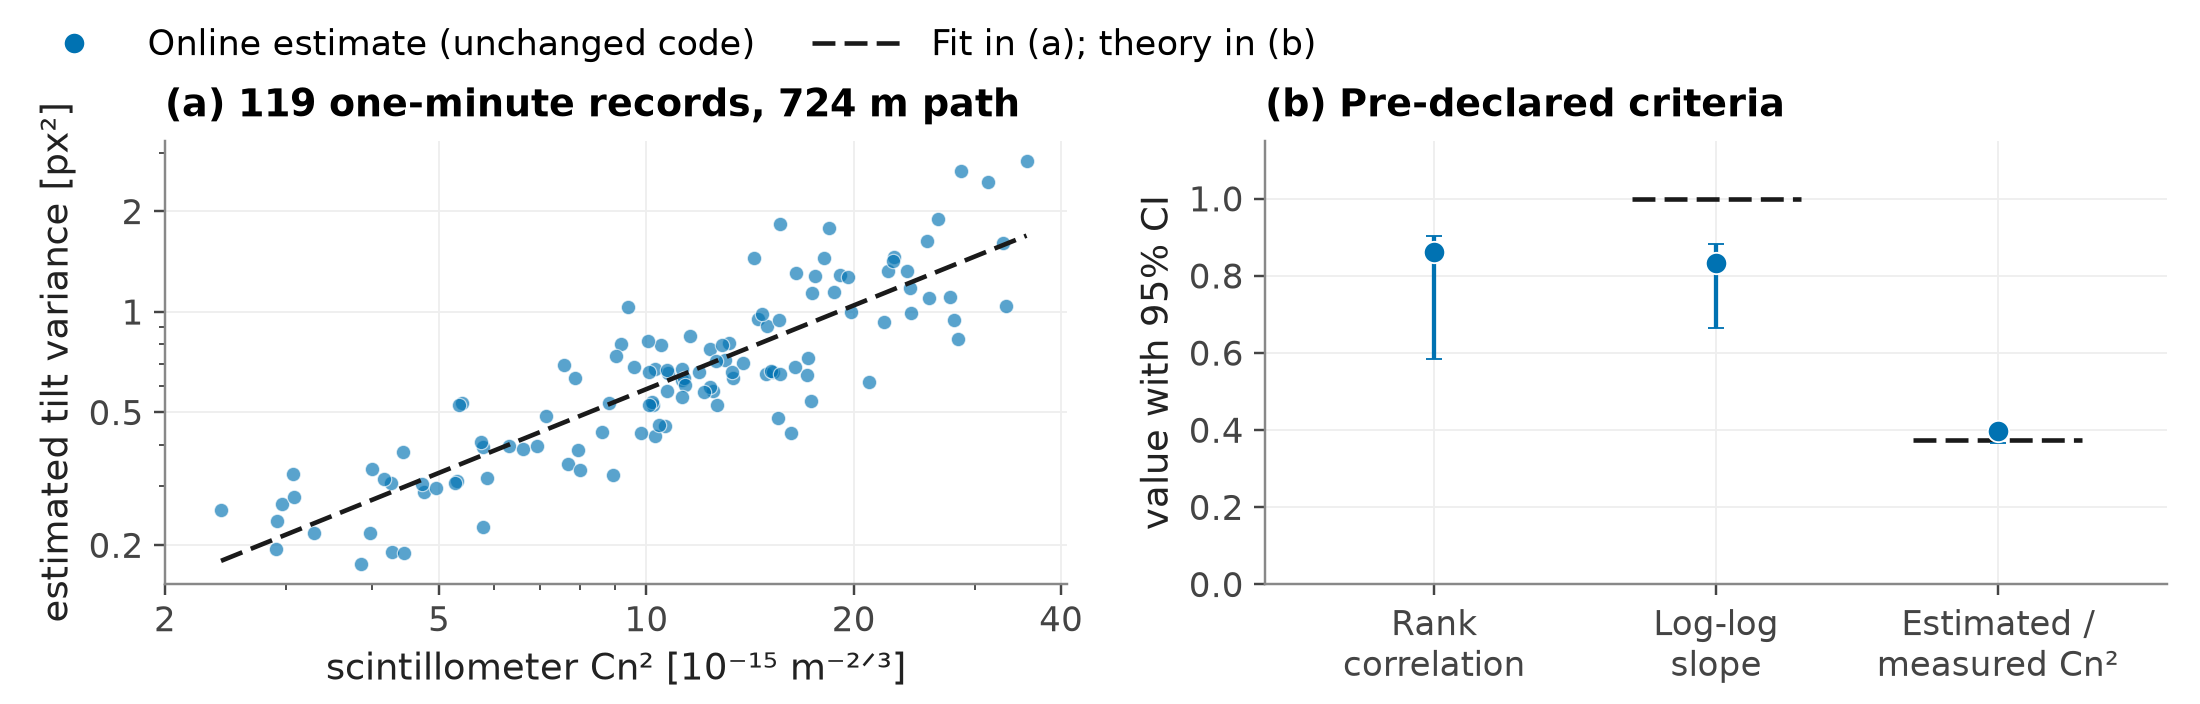 Online estimate (unchanged code)
Fit in (a); theory in (b)
(a) 119 one-minute records, 724 m path
estimated tilt variance [px²]
2
1
0.5
0.2
2
5
10
20
40
scintillometer Cn² [10⁻¹⁵ m⁻²ᐟ³]
(b) Pre-declared criteria
value with 95% CI
1.0
0.8
0.6
0.4
0.2
0.0
Rank
correlation
Log-log
slope
Estimated /
measured Cn²